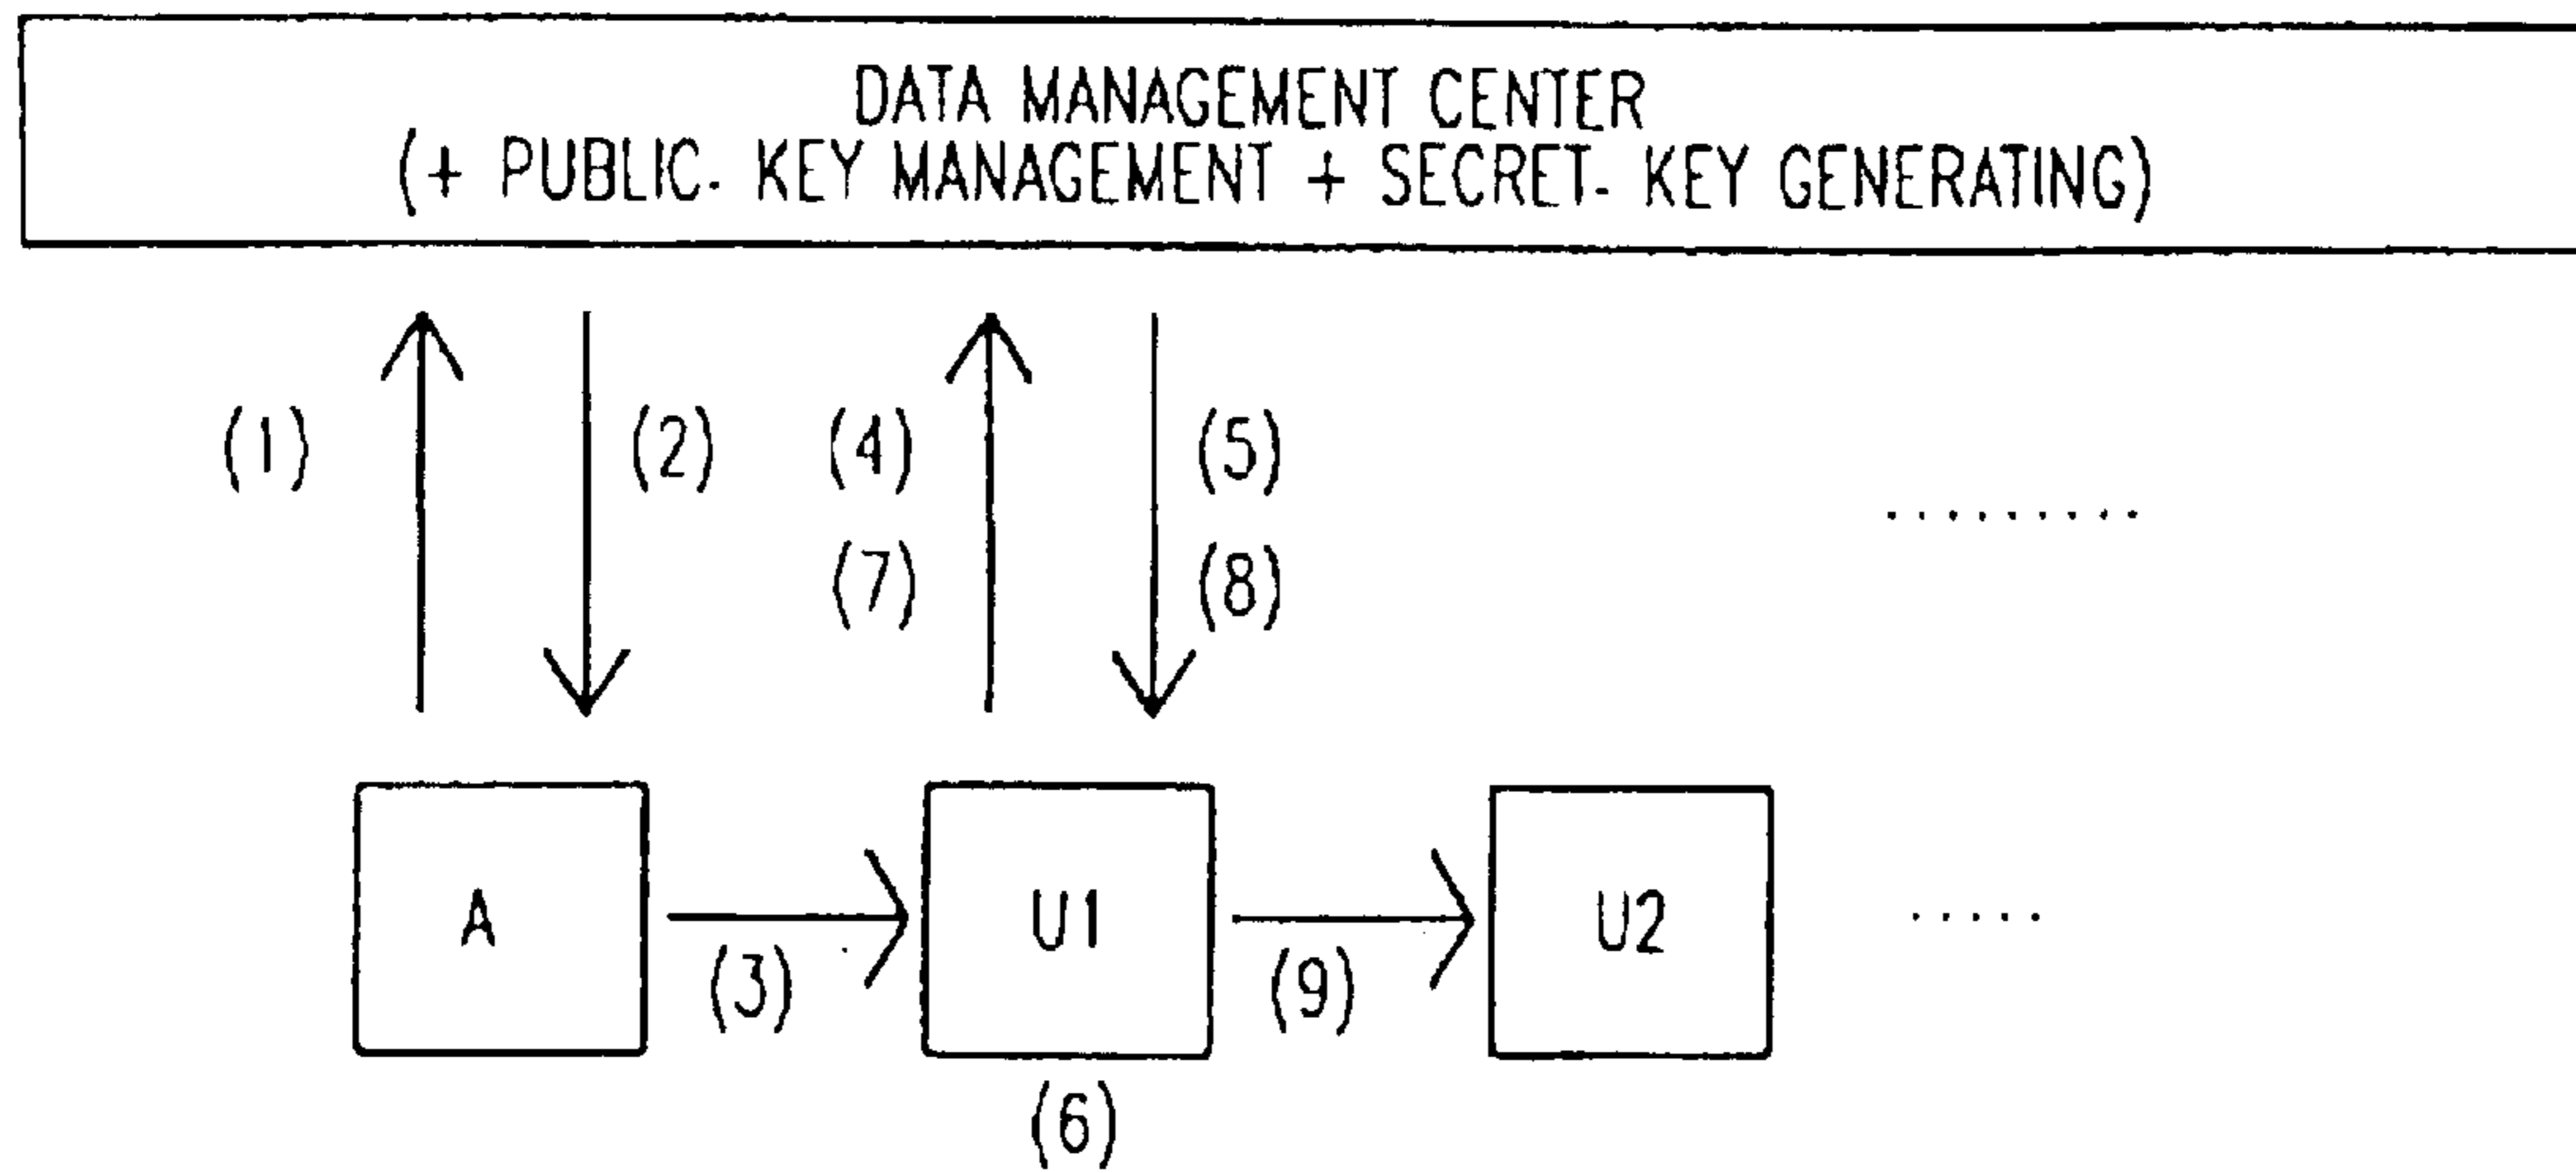 DATA MANAGEMENT CENTER
(+ PUBLIC- KEY MANAGEMENT + SECRET- KEY GENERATING)
(1) (2) (4) (5)
(7) (8)
A U1 U2
(3) (9)
(6)